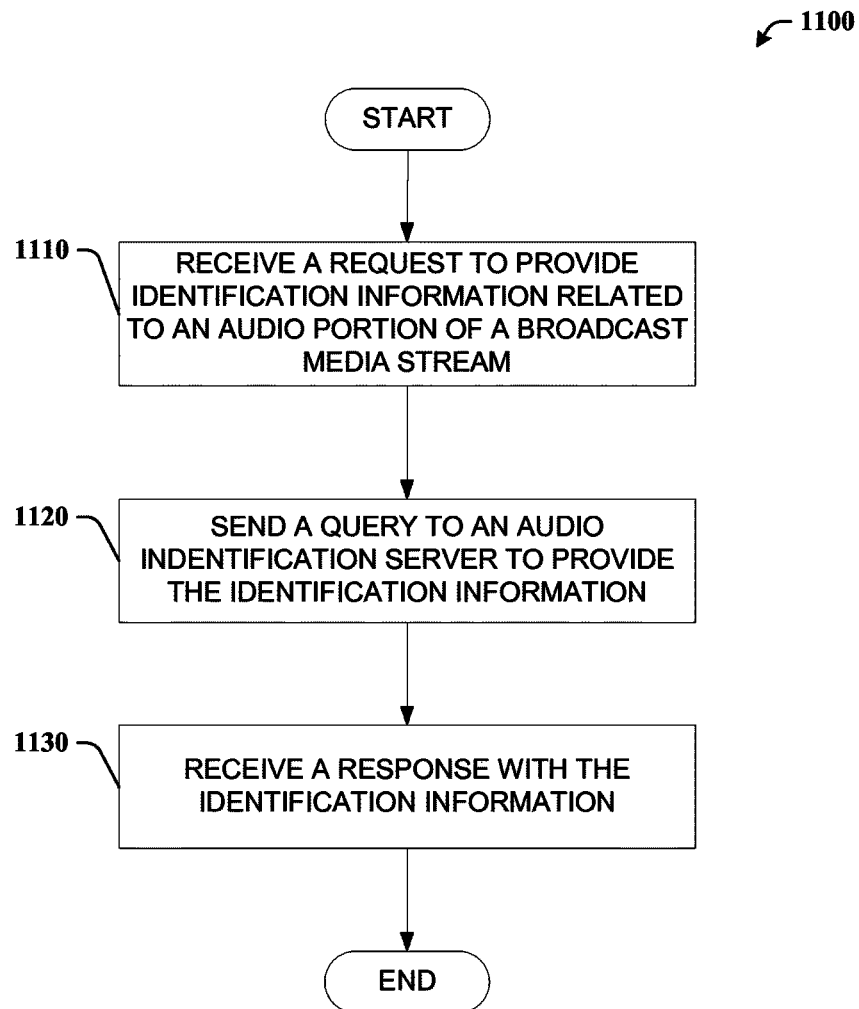 1100
START
1110
RECEIVE A REQUEST TO PROVIDE
IDENTIFICATION INFORMATION RELATED
TO AN AUDIO PORTION OF A BROADCAST
MEDIA STREAM
1120
SEND A QUERY TO AN AUDIO
INDENTIFICATION SERVER TO PROVIDE
THE IDENTIFICATION INFORMATION
1130
RECEIVE A RESPONSE WITH THE
IDENTIFICATION INFORMATION
END